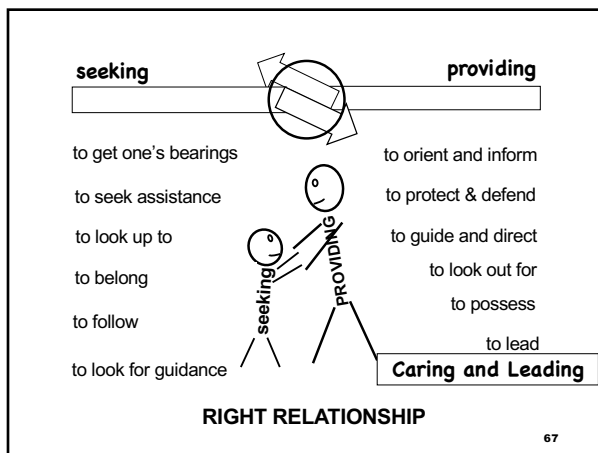 seeking
providing
to get one's bearings
to seek assistance
to look up to
to belong
to follow
to look for guidance
seeking
PROVIDING
to orient and inform
to protect & defend
to guide and direct
to look out for
to possess
to lead
Caring and Leading
RIGHT RELATIONSHIP
67